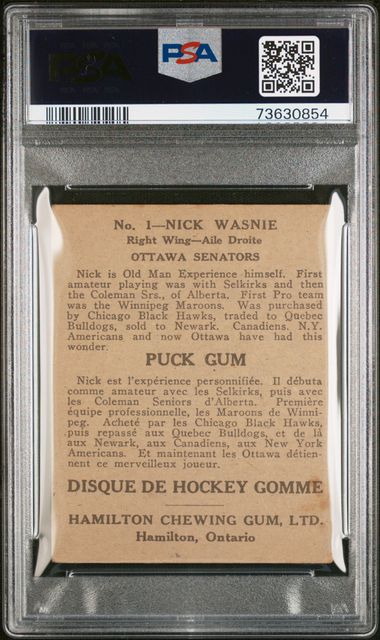 PSA
PSA
73630854
No. 1—NICK WASNIE
Right Wing—Aile Droite
OTTAWA SENATORS
Nick is Old Man Experience himself. First
amateur playing was with Selkirks and then
the Coleman Srs., of Alberta. First Pro team
was the Winnipeg Maroons. Was purchased
by Chicago Black Hawks, traded to Quebec
Bulldogs, sold to Newark. Canadiens. N.Y.
Americans and now Ottawa have had this
wonder.
PUCK GUM
Nick est l'expérience personnifiée. Il débuta
comme amateur avec les Selkirks, puis avec
les Coleman Seniors d'Alberta. Première
équipe professionnelle, les Maroons de Winni-
peg. Acheté par les Chicago Black Hawks,
puis repassé aux Quebec Bulldogs, et de là
aux Newark, aux Canadiens, aux New York
Americans. Et maintenant les Ottawa détien-
nent ce merveilleux joueur.
DISQUE DE HOCKEY GOMME
HAMILTON CHEWING GUM, LTD.
Hamilton, Ontario